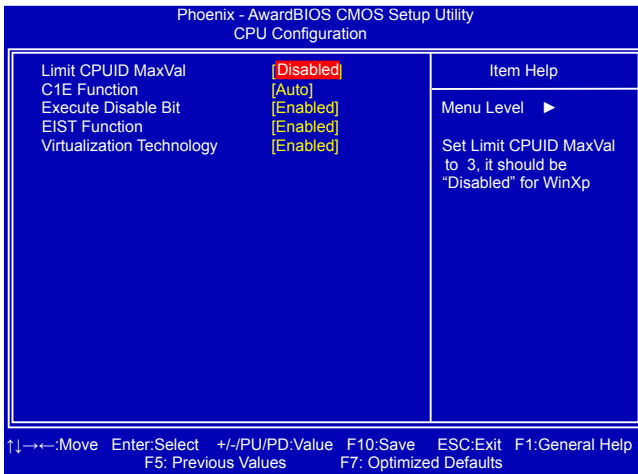 Phoenix - AwardBIOS CMOS Setup Utility
CPU Configuration
Limit CPUID MaxVal [Disabled]
C1E Function [Auto]
Execute Disable Bit [Enabled]
EIST Function [Enabled]
Virtualization Technology [Enabled]
Item Help
Menu Level ►
Set Limit CPUID MaxVal
to 3, it should be
“Disabled” for WinXp
↑↓→←:Move Enter:Select +/-/PU/PD:Value F10:Save ESC:Exit F1:General Help
F5: Previous Values F7: Optimized Defaults